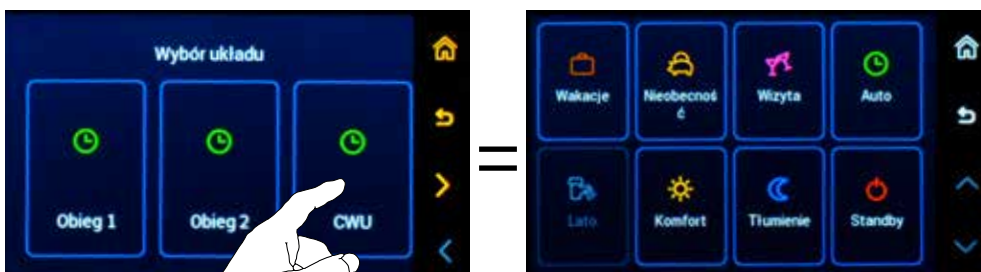 Wybór układu
Obieg 1
Obieg 2
CWU
=
Wakacje
Nieobecnoś
ć
Wizyta
Auto
Lato
Komfort
Tłumienie
Standby